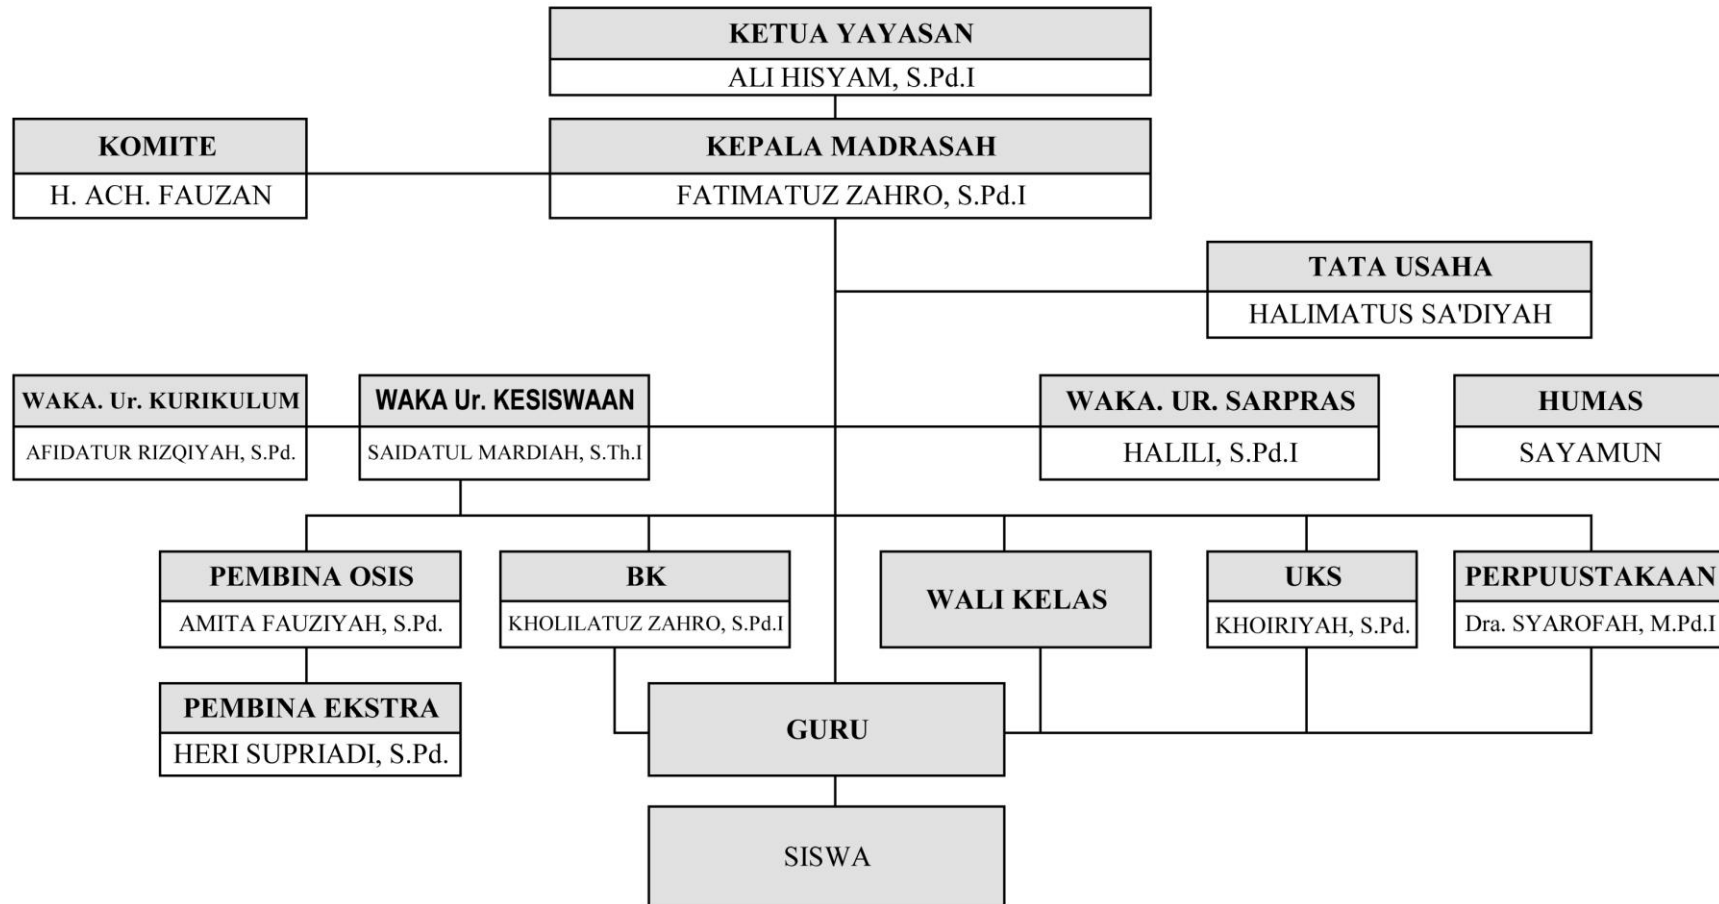 KETUA YAYASAN
ALI HISYAM, S.Pd.I
KOMITE
H. ACH. FAUZAN
KEPALA MADRASAH
FATIMATUZ ZAHRO, S.Pd.I
TATA USAHA
HALIMATUS SA'DIYAH
WAKA. Ur. KURIKULUM
AFIDATUR RIZQIYAH, S.Pd.
WAKA Ur. KESISWAAN
SAIDATUL MARDIAH, S.Th.I
WAKA. UR. SARPRAS
HALILI, S.Pd.I
HUMAS
SAYAMUN
PEMBINA OSIS
AMITA FAUZIYAH, S.Pd.
BK
KHOLILATUZ ZAHRO, S.Pd.I
WALI KELAS
UKS
KHOIRIYAH, S.Pd.
PERPUUSTAKAAN
Dra. SYAROFAH, M.Pd.I
PEMBINA EKSTRA
HERI SUPRIADI, S.Pd.
GURU
SISWA